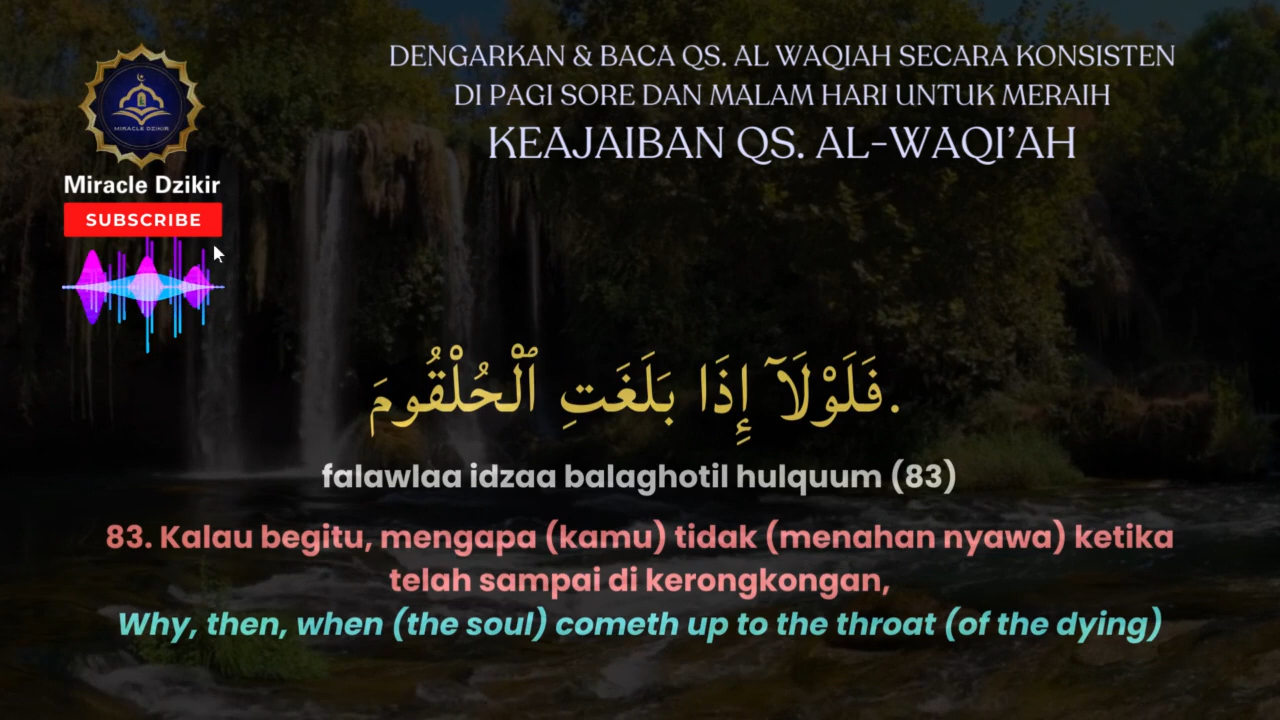 DENGARKAN & BACA QS. AL WAQIAH SECARA KONSISTEN
DI PAGI SORE DAN MALAM HARI UNTUK MERAIH
KEAJAIBAN QS. AL-WAQI'AH
MIRACLE DZIKIR
Miracle Dzikir
SUBSCRIBE
فَلَوْلَآ إِذَا بَلَغَتِ ٱلْحُلْقُومَ.
falawlaa idzaa balaghotil hulquum (83)
83. Kalau begitu, mengapa (kamu) tidak (menahan nyawa) ketika
telah sampai di kerongkongan,
Why, then, when (the soul) cometh up to the throat (of the dying)